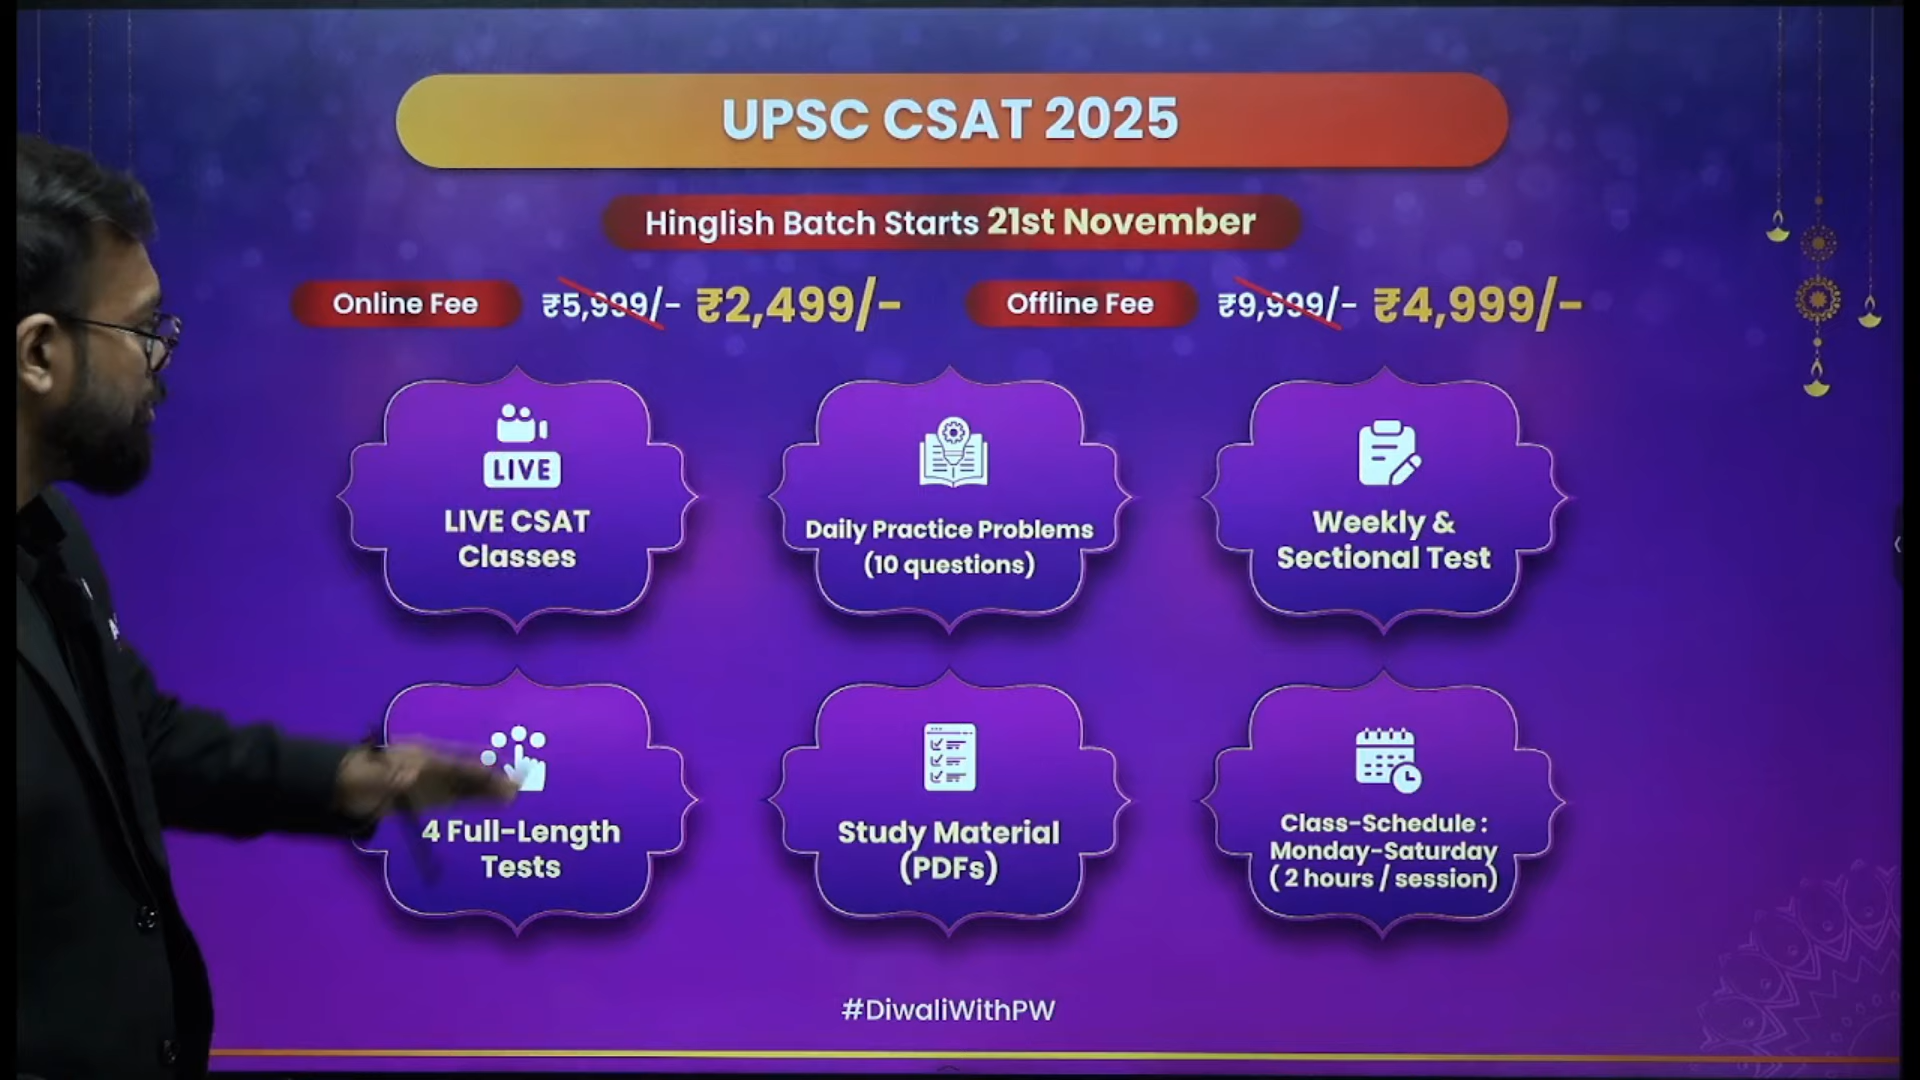 UPSC CSAT 2025
Hinglish Batch Starts 21st November
Online Fee ₹5,999/- ₹2,499/- Offline Fee ₹9,999/- ₹4,999/-
LIVE
LIVE CSAT
Classes
Daily Practice Problems
(10 questions)
Weekly &
Sectional Test
4 Full-Length
Tests
Study Material
(PDFs)
Class-Schedule :
Monday-Saturday
( 2 hours / session)
#DiwaliWithPW